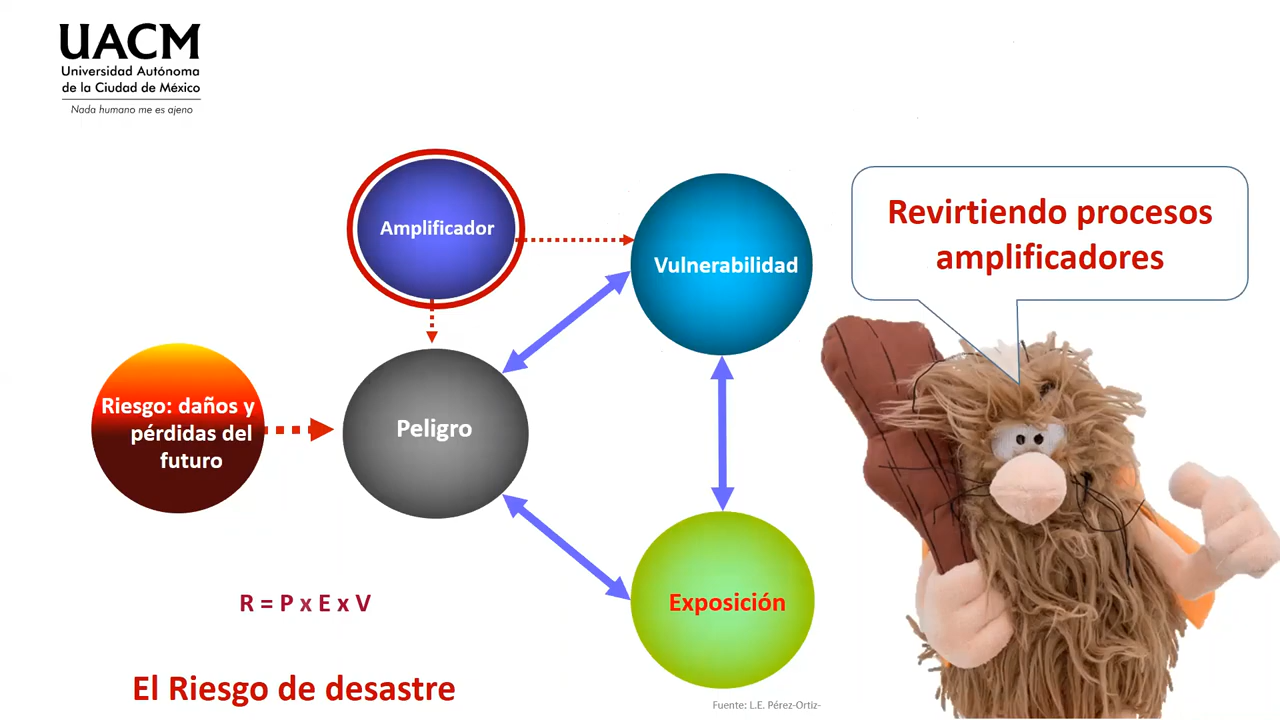 UACM
Universidad Autónoma
de la Ciudad de México
Nada humano me es ajeno
Amplificador
Vulnerabilidad
Revirtiendo procesos
amplificadores
Riesgo: daños y
pérdidas del
futuro
Peligro
Exposición
R = P x E x V
El Riesgo de desastre
Fuente: L.E. Pérez-Ortiz-